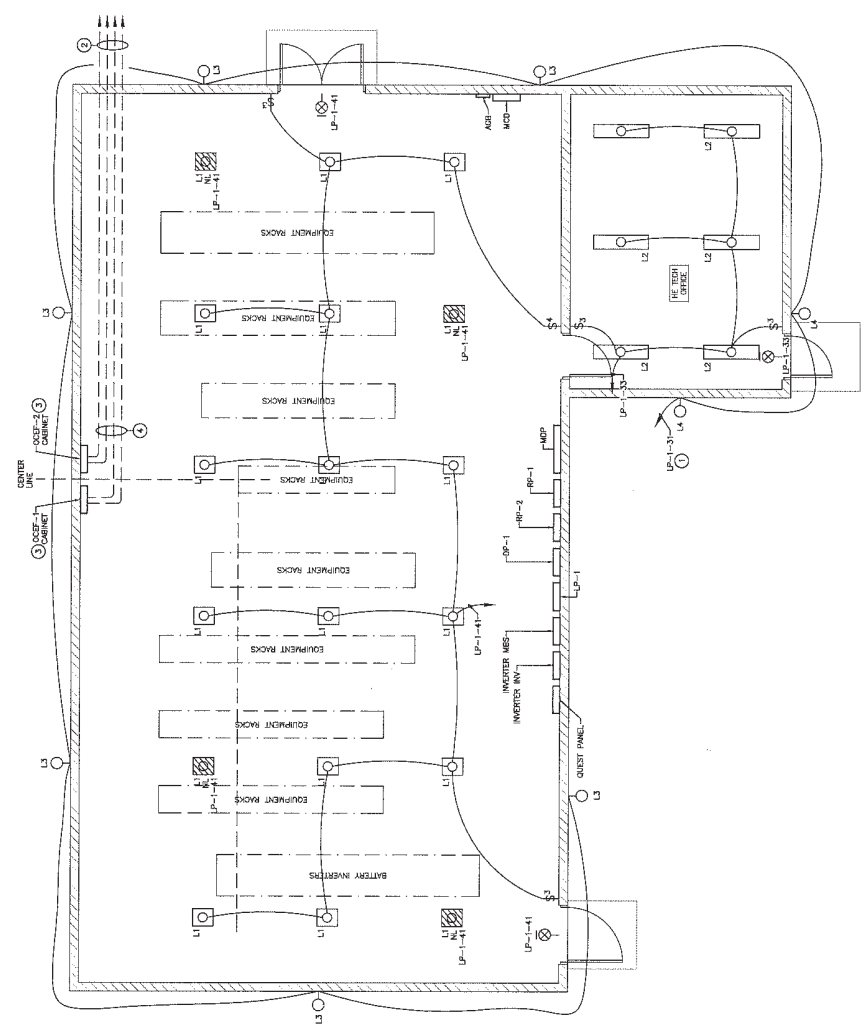 2
L3
L3
$3
LP-1-41
ACB
MCD
L1
NL
LP-1-41
L1
L1
L2
L2
EQUIPMENT RACKS
HE TECH
OFFICE
L3
L1
EQUIPMENT RACKS
L1
L1
NL
LP-1-41
$4
$3
L2
L2
$3
L4
LP-1-33
LP-1-33
L2
L2
3
OCEF-2
CABINET
4
EQUIPMENT RACKS
L4
LP-1-31
1
CENTER
LINE
3
OCEF-1
CABINET
L1
EQUIPMENT RACKS
L1
L1
MDP
RP-1
RP-2
DP-1
LP-1
INVERTER MBS
INVERTER INV
QUEST PANEL
EQUIPMENT RACKS
L1
L1
L1
LP-1-41
EQUIPMENT RACKS
EQUIPMENT RACKS
L3
L1
NL
LP-1-41
L1
L1
L3
EQUIPMENT RACKS
BATTERY INVERTERS
L1
L1
L1
NL
LP-1-41
$3
LP-1-41
L3